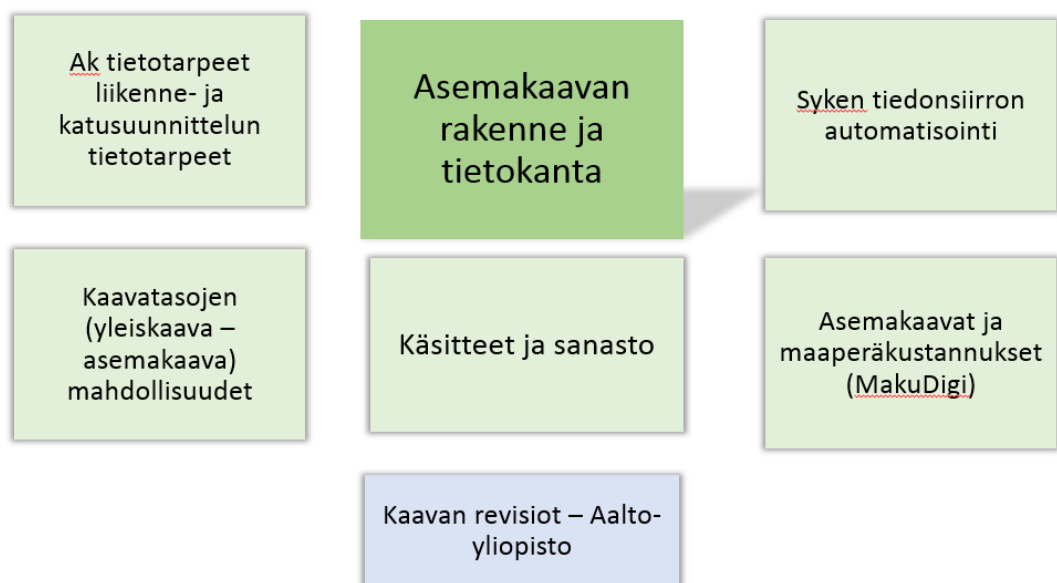 Ak tietotarpeet
liikenne- ja
katusuunnittelun
tietotarpeet
Asemakaavan
rakenne ja
tietokanta
Syken tiedonsiirron
automatisointi
Kaavatasojen
(yleiskaava –
asemakaava)
mahdollisuudet
Käsitteet ja sanasto
Asemakaavat ja
maaperäkustannukset
(MakuDigi)
Kaavan revisiot – Aalto-
yliopisto